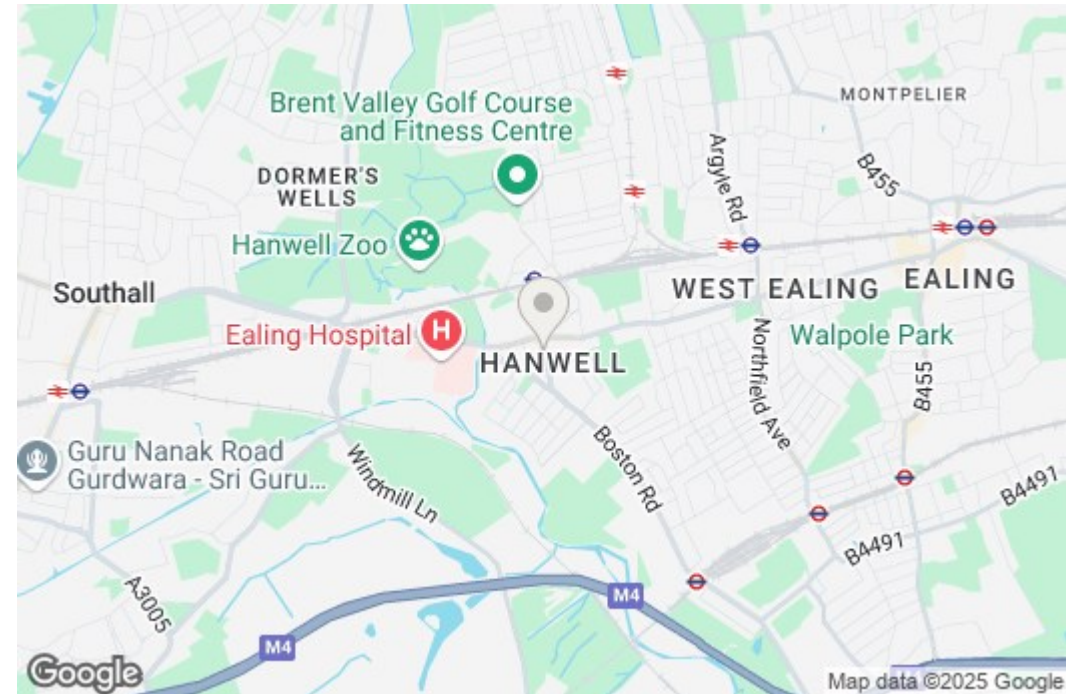 Brent Valley Golf Course
and Fitness Centre
MONTPELIER
Argyle Rd
B455
DORMER'S
WELLS
Hanwell Zoo
Southall
WEST EALING
EALING
Ealing Hospital
H
HANWELL
Walpole Park
Northfield Ave
B455
Guru Nanak Road
Gurdwara - Sri Guru...
Windmill Ln
Boston Rd
B4491
B4491
A3005
M4
M4
Google
Map data ©2025 Google